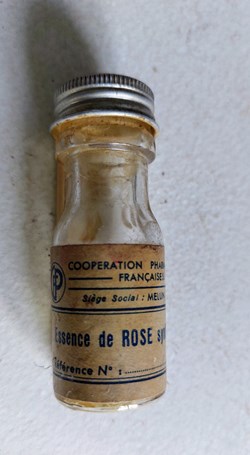 COOPERATION PHAR
FRANÇAISE
Siège Social : MELUN
Essence de ROSE sy
Référence N° :